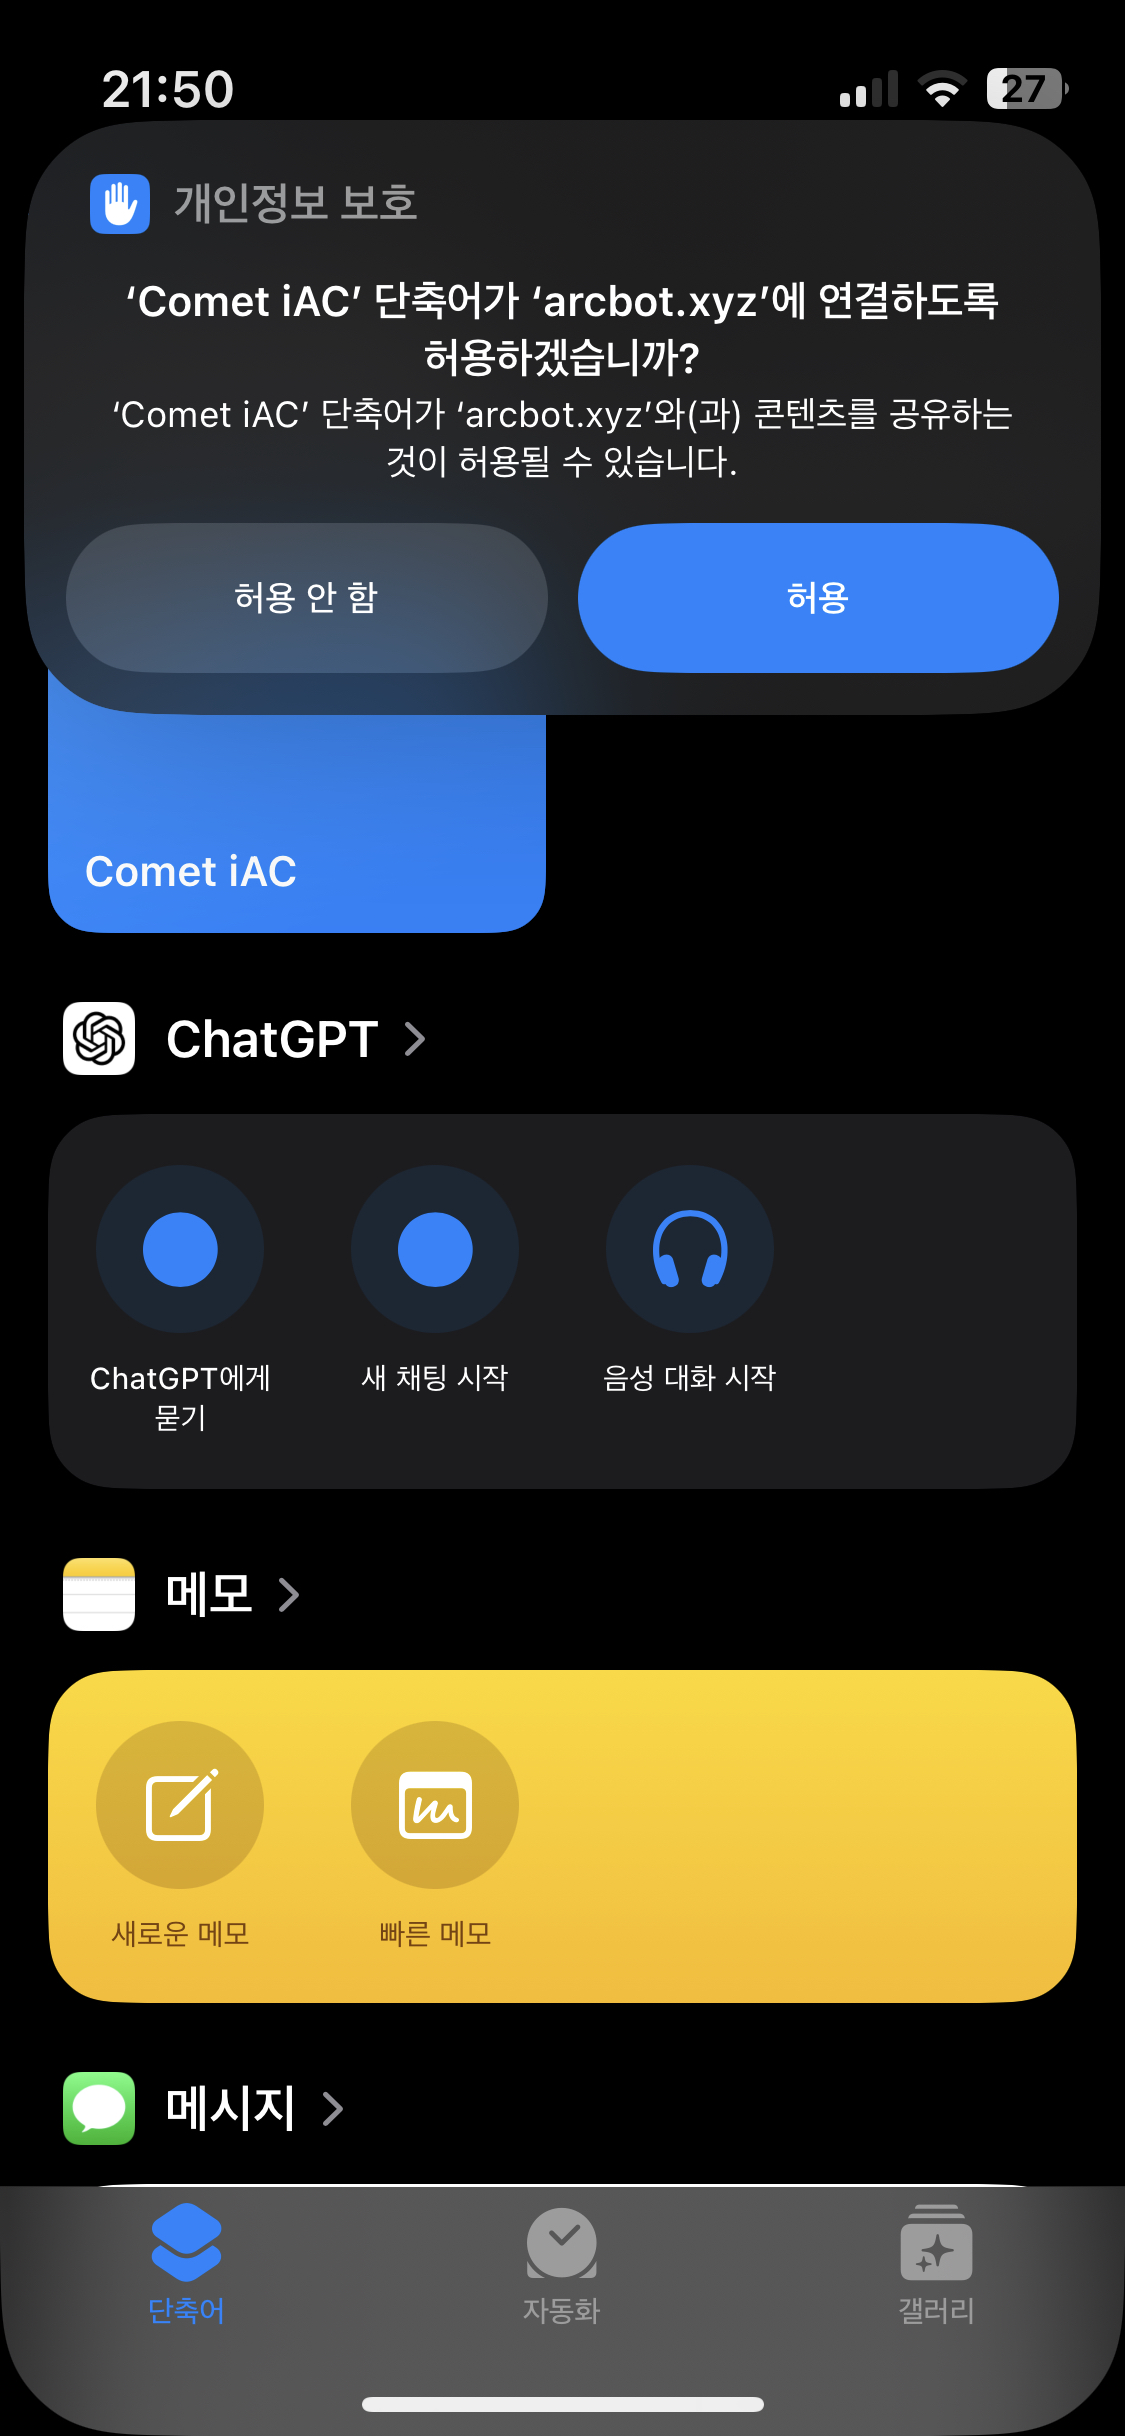 21:50
27
개인정보 보호
‘Comet iAC’ 단축어가 ‘arcbot.xyz’에 연결하도록
허용하겠습니까?
‘Comet iAC’ 단축어가 ‘arcbot.xyz’와(과) 콘텐츠를 공유하는
것이 허용될 수 있습니다.
허용 안 함
허용
Comet iAC
ChatGPT
ChatGPT에게
묻기
새 채팅 시작
음성 대화 시작
메모
새로운 메모
빠른 메모
메시지
단축어
자동화
갤러리